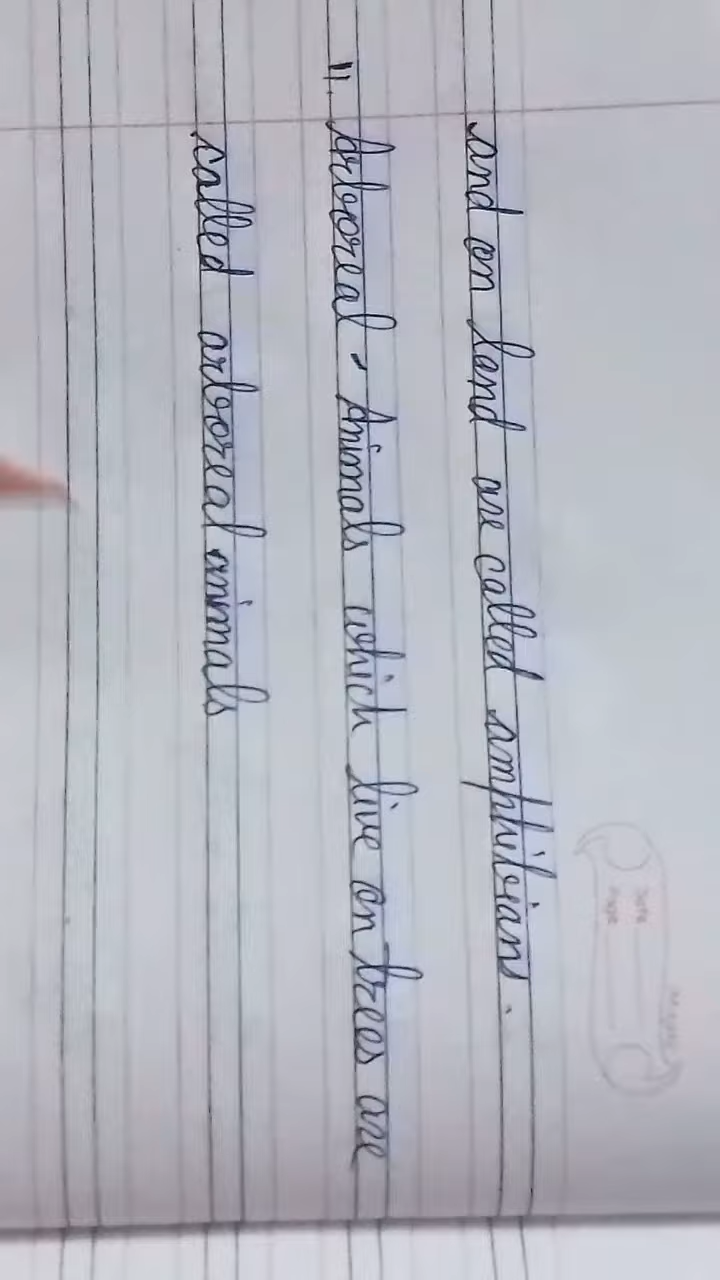 and on land are called amphibians.
11. Arboreal - Animals which live on trees are
called arboreal animals